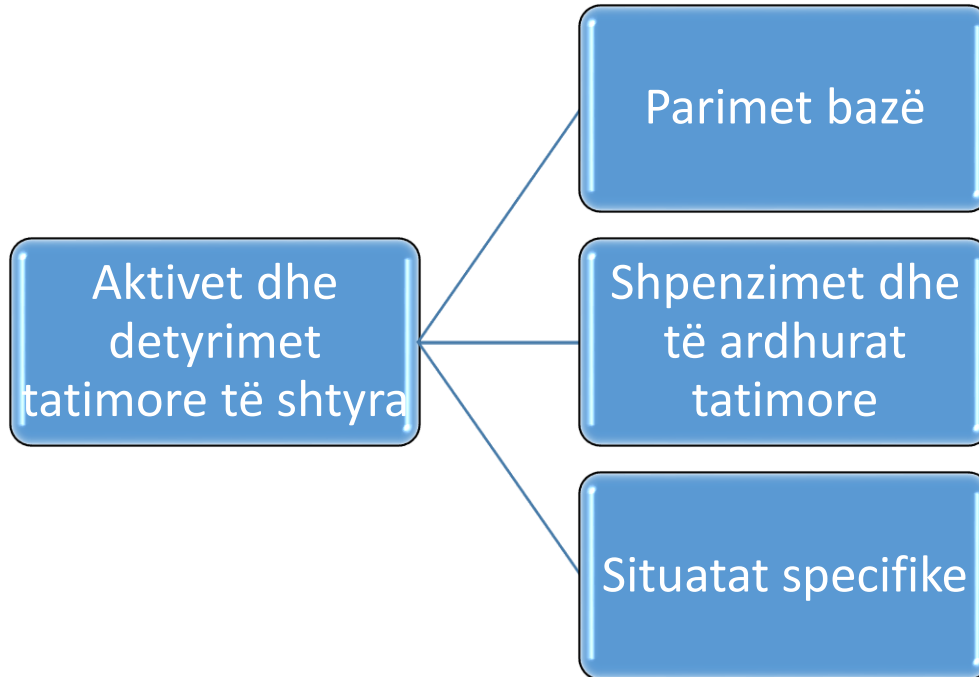 Parimet bazë
Aktivet dhe
detyrimet
tatimore të shtyra
Shpenzimet dhe
të ardhurat
tatimore
Situatat specifike